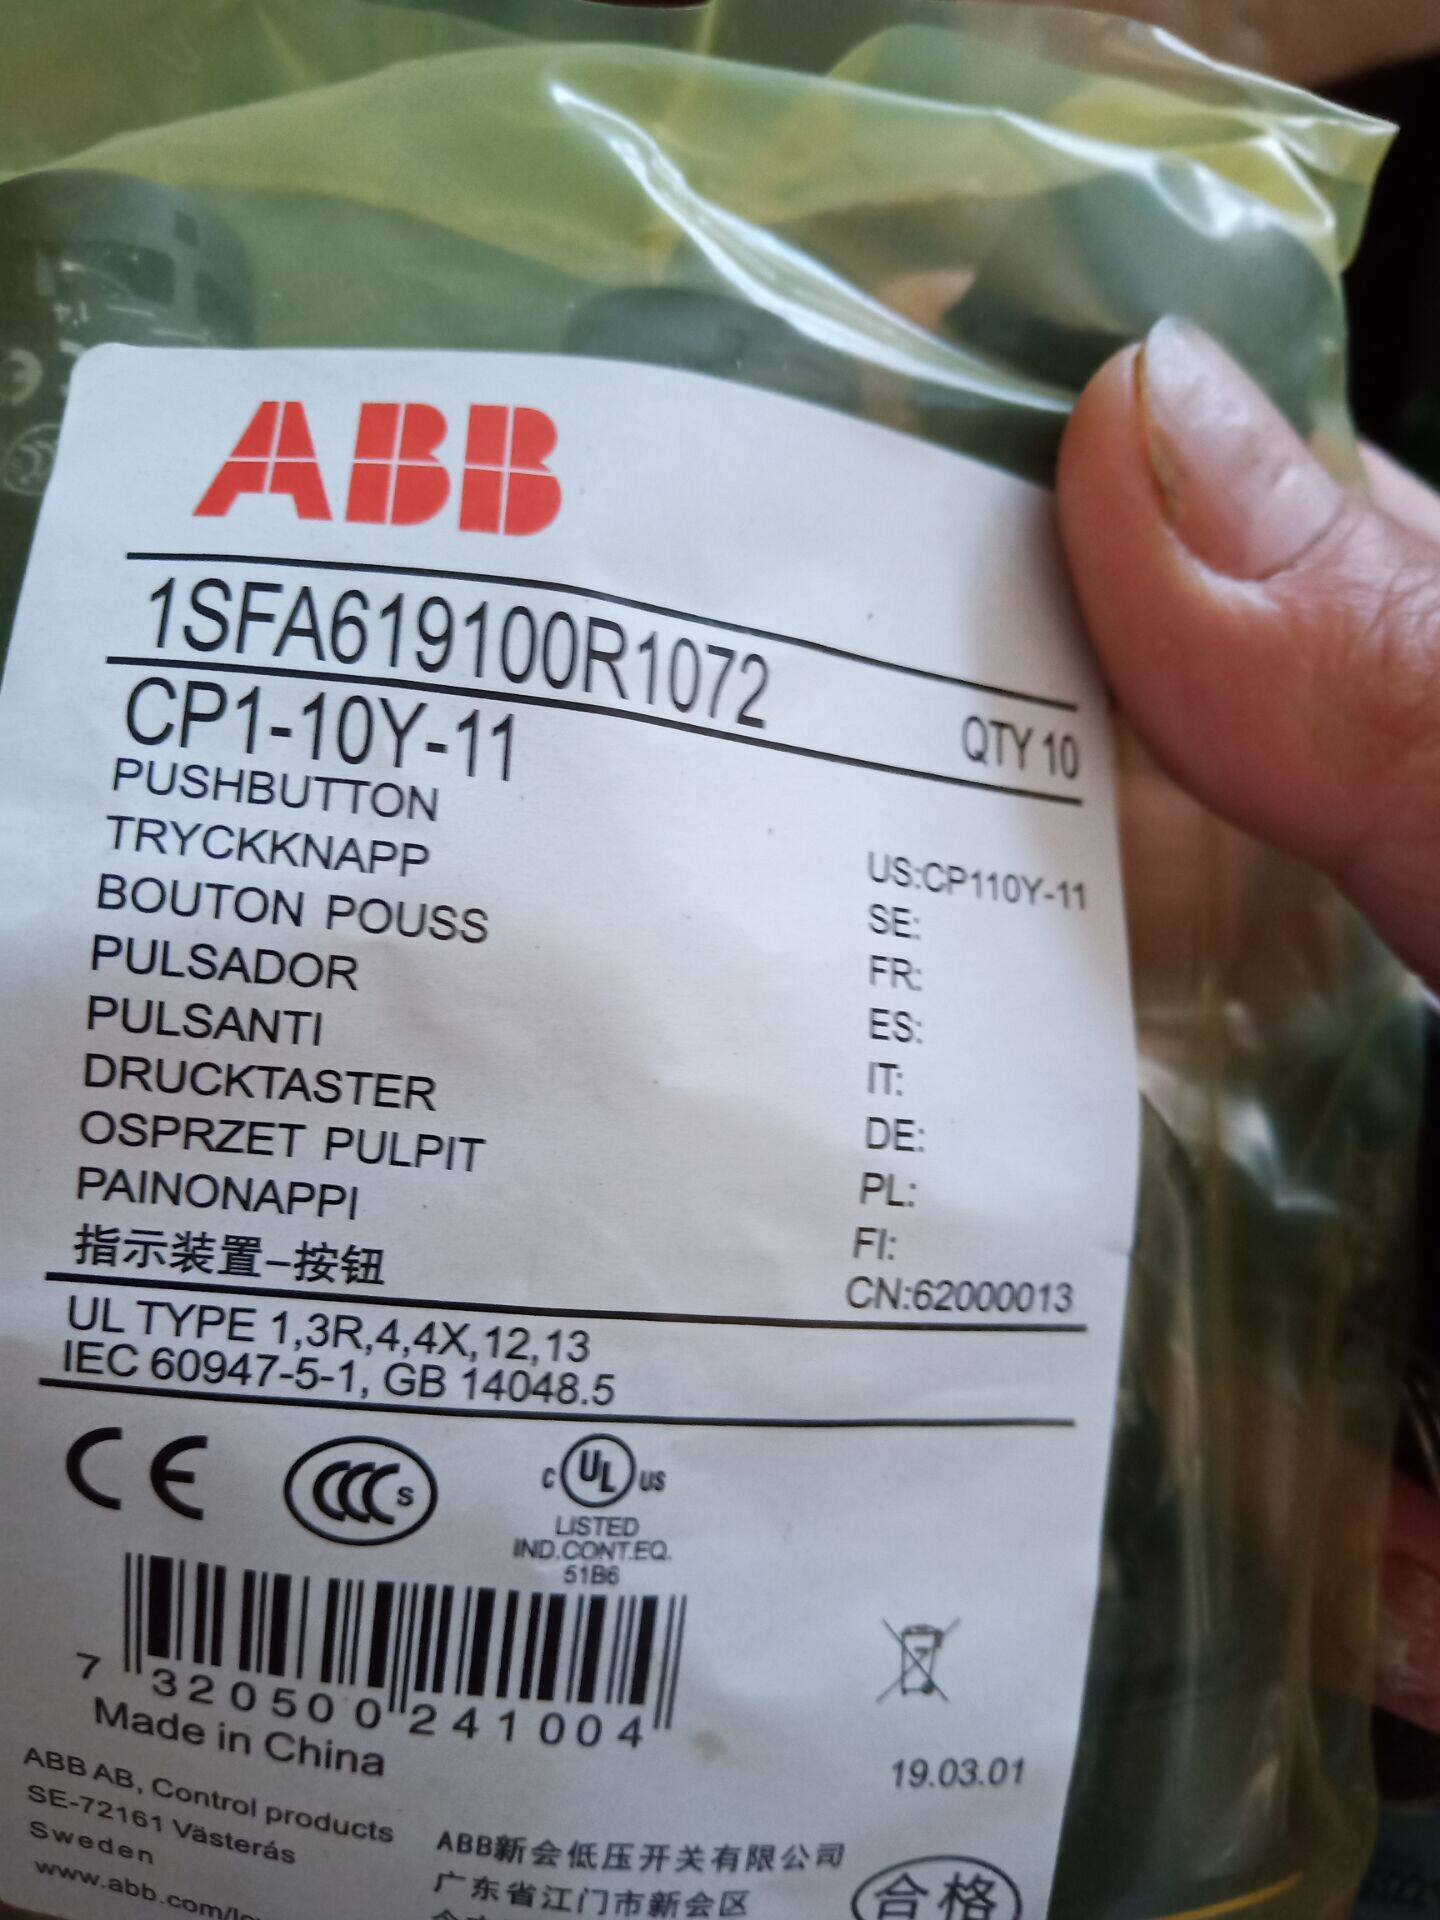 ABB
1SFA619100R1072
QTY 10
CP1-10Y-11
PUSHBUTTON
TRYCKKNAPP
BOUTON POUSS
PULSADOR
PULSANTI
DRUCKTASTER
OSPRZET PULPIT
PAINONAPPI
指示装置-按钮
US:CP110Y-11
SE:
FR:
ES:
IT:
DE:
PL:
FI:
CN:62000013
UL TYPE 1,3R,4,4X,12,13
IEC 60947-5-1, GB 14048.5
CE
CCC S
C UL US
LISTED
IND.CONT.EQ.
51B6
7 320500 241004
Made in China
19.03.01
ABB AB, Control products
SE-72161 Västerås
Sweden
www.abb.com/lo
ABB新会低压开关有限公司
广东省江门市新会区
合格